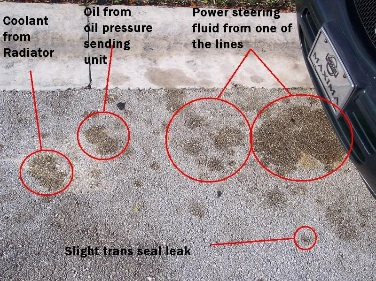 Coolant
from
Radiator
Oil from
oil pressure
sending
unit
Power steering
fluid from one of
the lines
MAXIMA
Slight trans seal leak